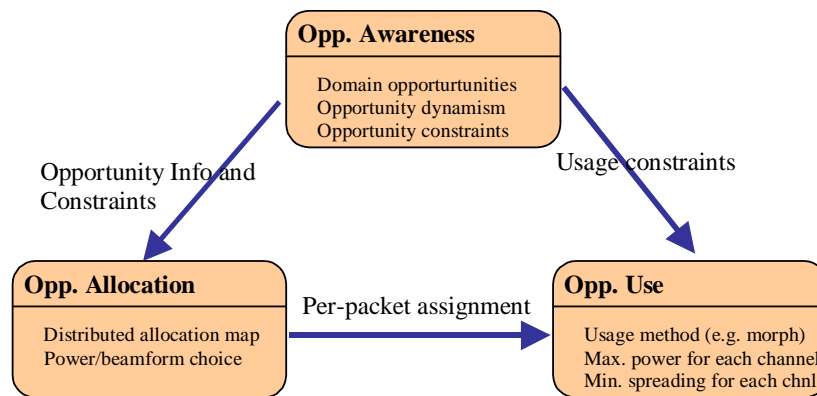 Opp. Awareness
Domain opporturtunities
Opportunity dynamism
Opportunity constraints
Opportunity Info and
Constraints
Usage constraints
Opp. Allocation
Distributed allocation map
Power/beamform choice
Per-packet assignment
Opp. Use
Usage method (e.g. morph)
Max. power for each channel
Min. spreading for each chnl